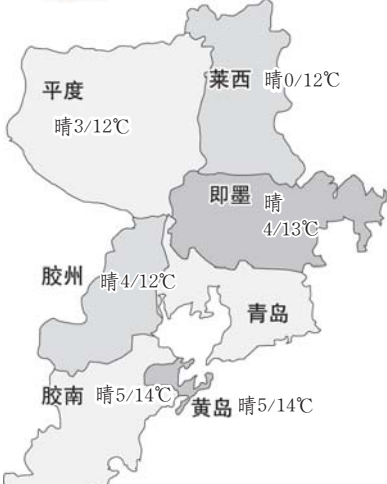 莱西 晴0/12℃
平度
晴3/12℃
即墨 晴
4/13℃
胶州 晴4/12℃
青岛
胶南 晴5/14℃
黄岛 晴5/14℃